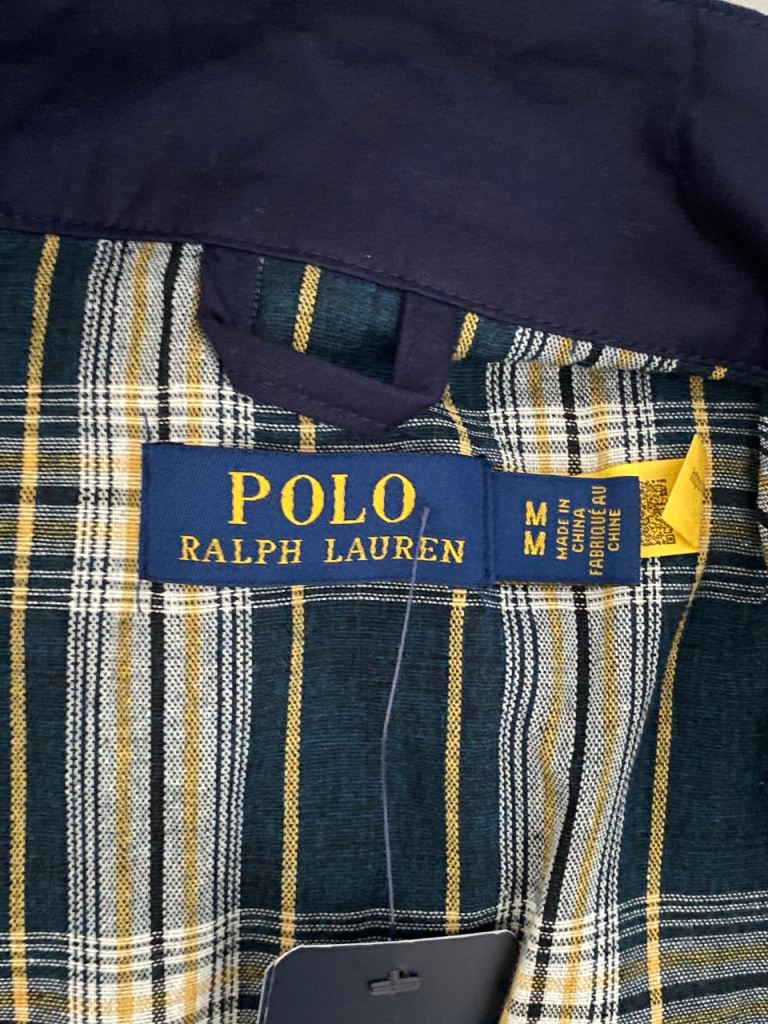 POLO
RALPH LAUREN
M
M
MADE IN
CHINA
FABRIQUÉ AU
CHINE